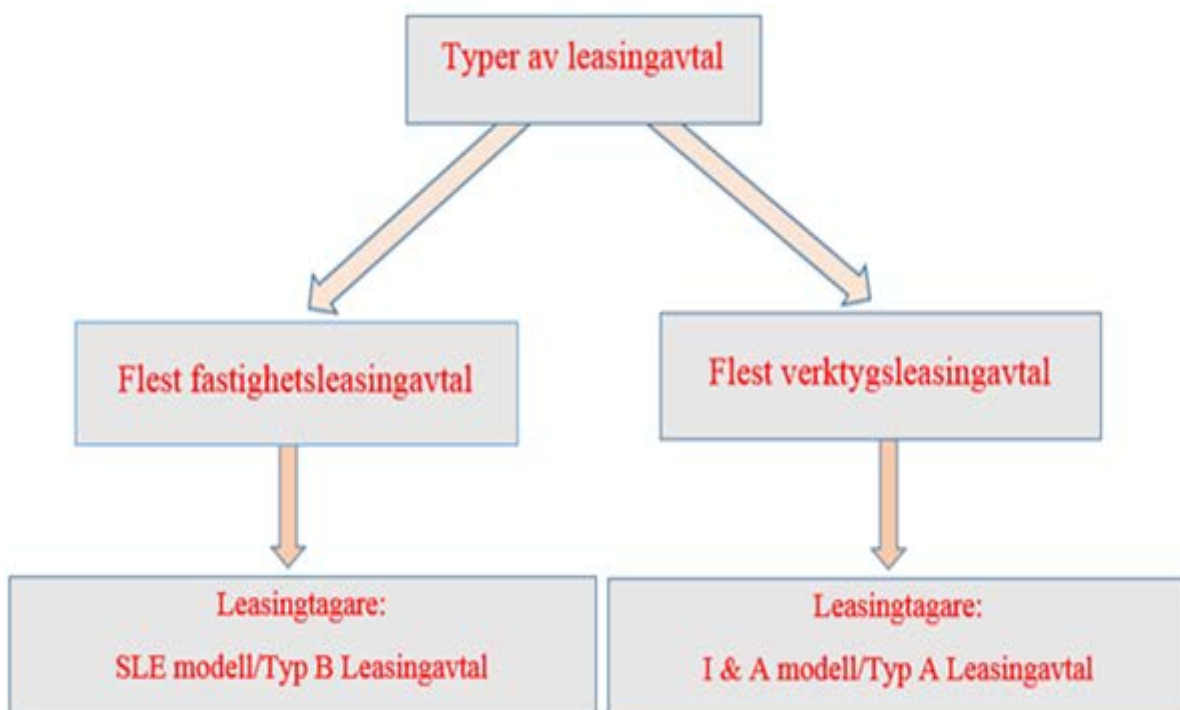 Typer av leasingavtal
Flest fastighetsleasingavtal
Flest verktygsleasingavtal
Leasingtagare:
SLE modell/Typ B Leasingavtal
Leasingtagare:
I & A modell/Typ A Leasingavtal